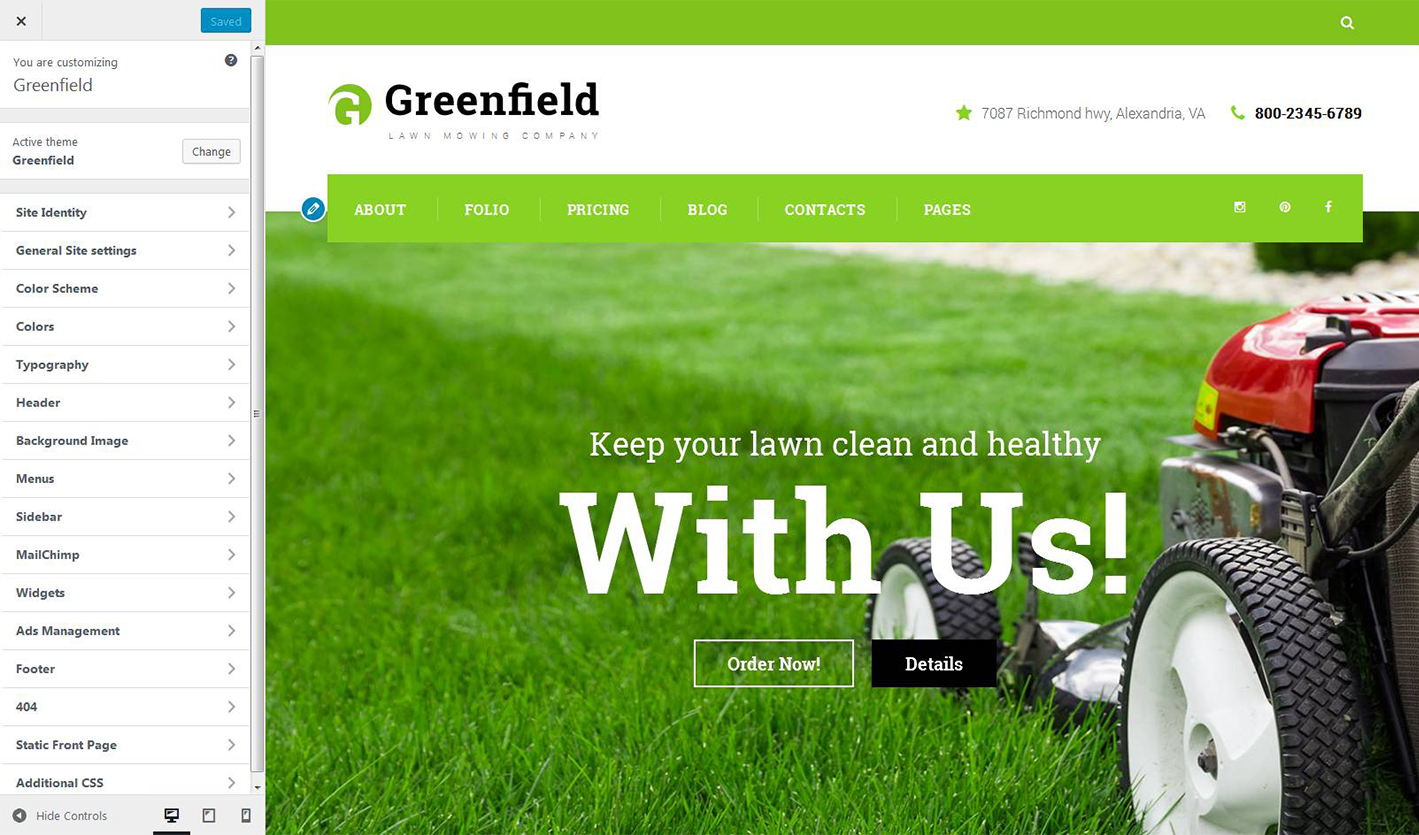 Saved
You are customizing
Greenfield
Active theme
Greenfield
Change
Site Identity
General Site settings
Color Scheme
Colors
Typography
Header
Background Image
Menus
Sidebar
MailChimp
Widgets
Ads Management
Footer
404
Static Front Page
Additional CSS
Hide Controls
Greenfield
LAWN MOWING COMPANY
7087 Richmond hwy, Alexandria, VA
800-2345-6789
ABOUT
FOLIO
PRICING
BLOG
CONTACTS
PAGES
Keep your lawn clean and healthy
With Us!
Order Now!
Details